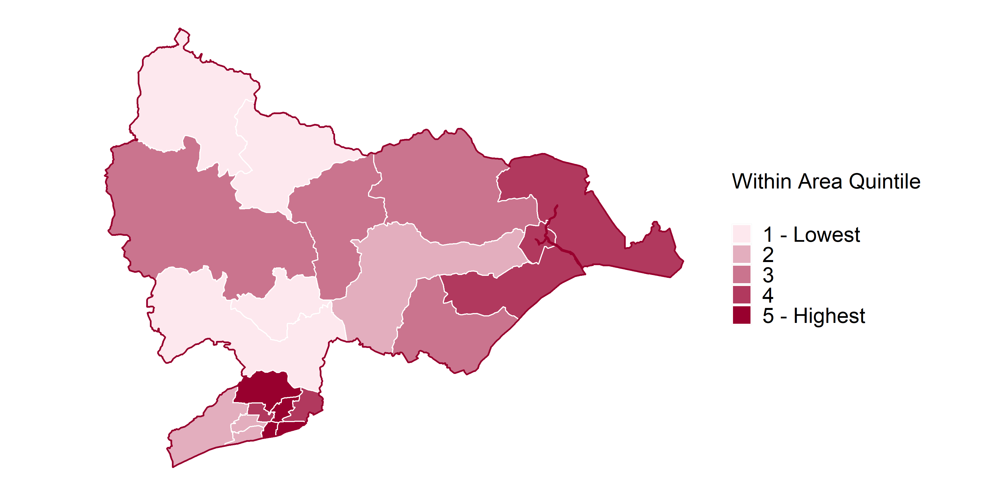 Within Area Quintile
1 - Lowest
2
3
4
5 - Highest